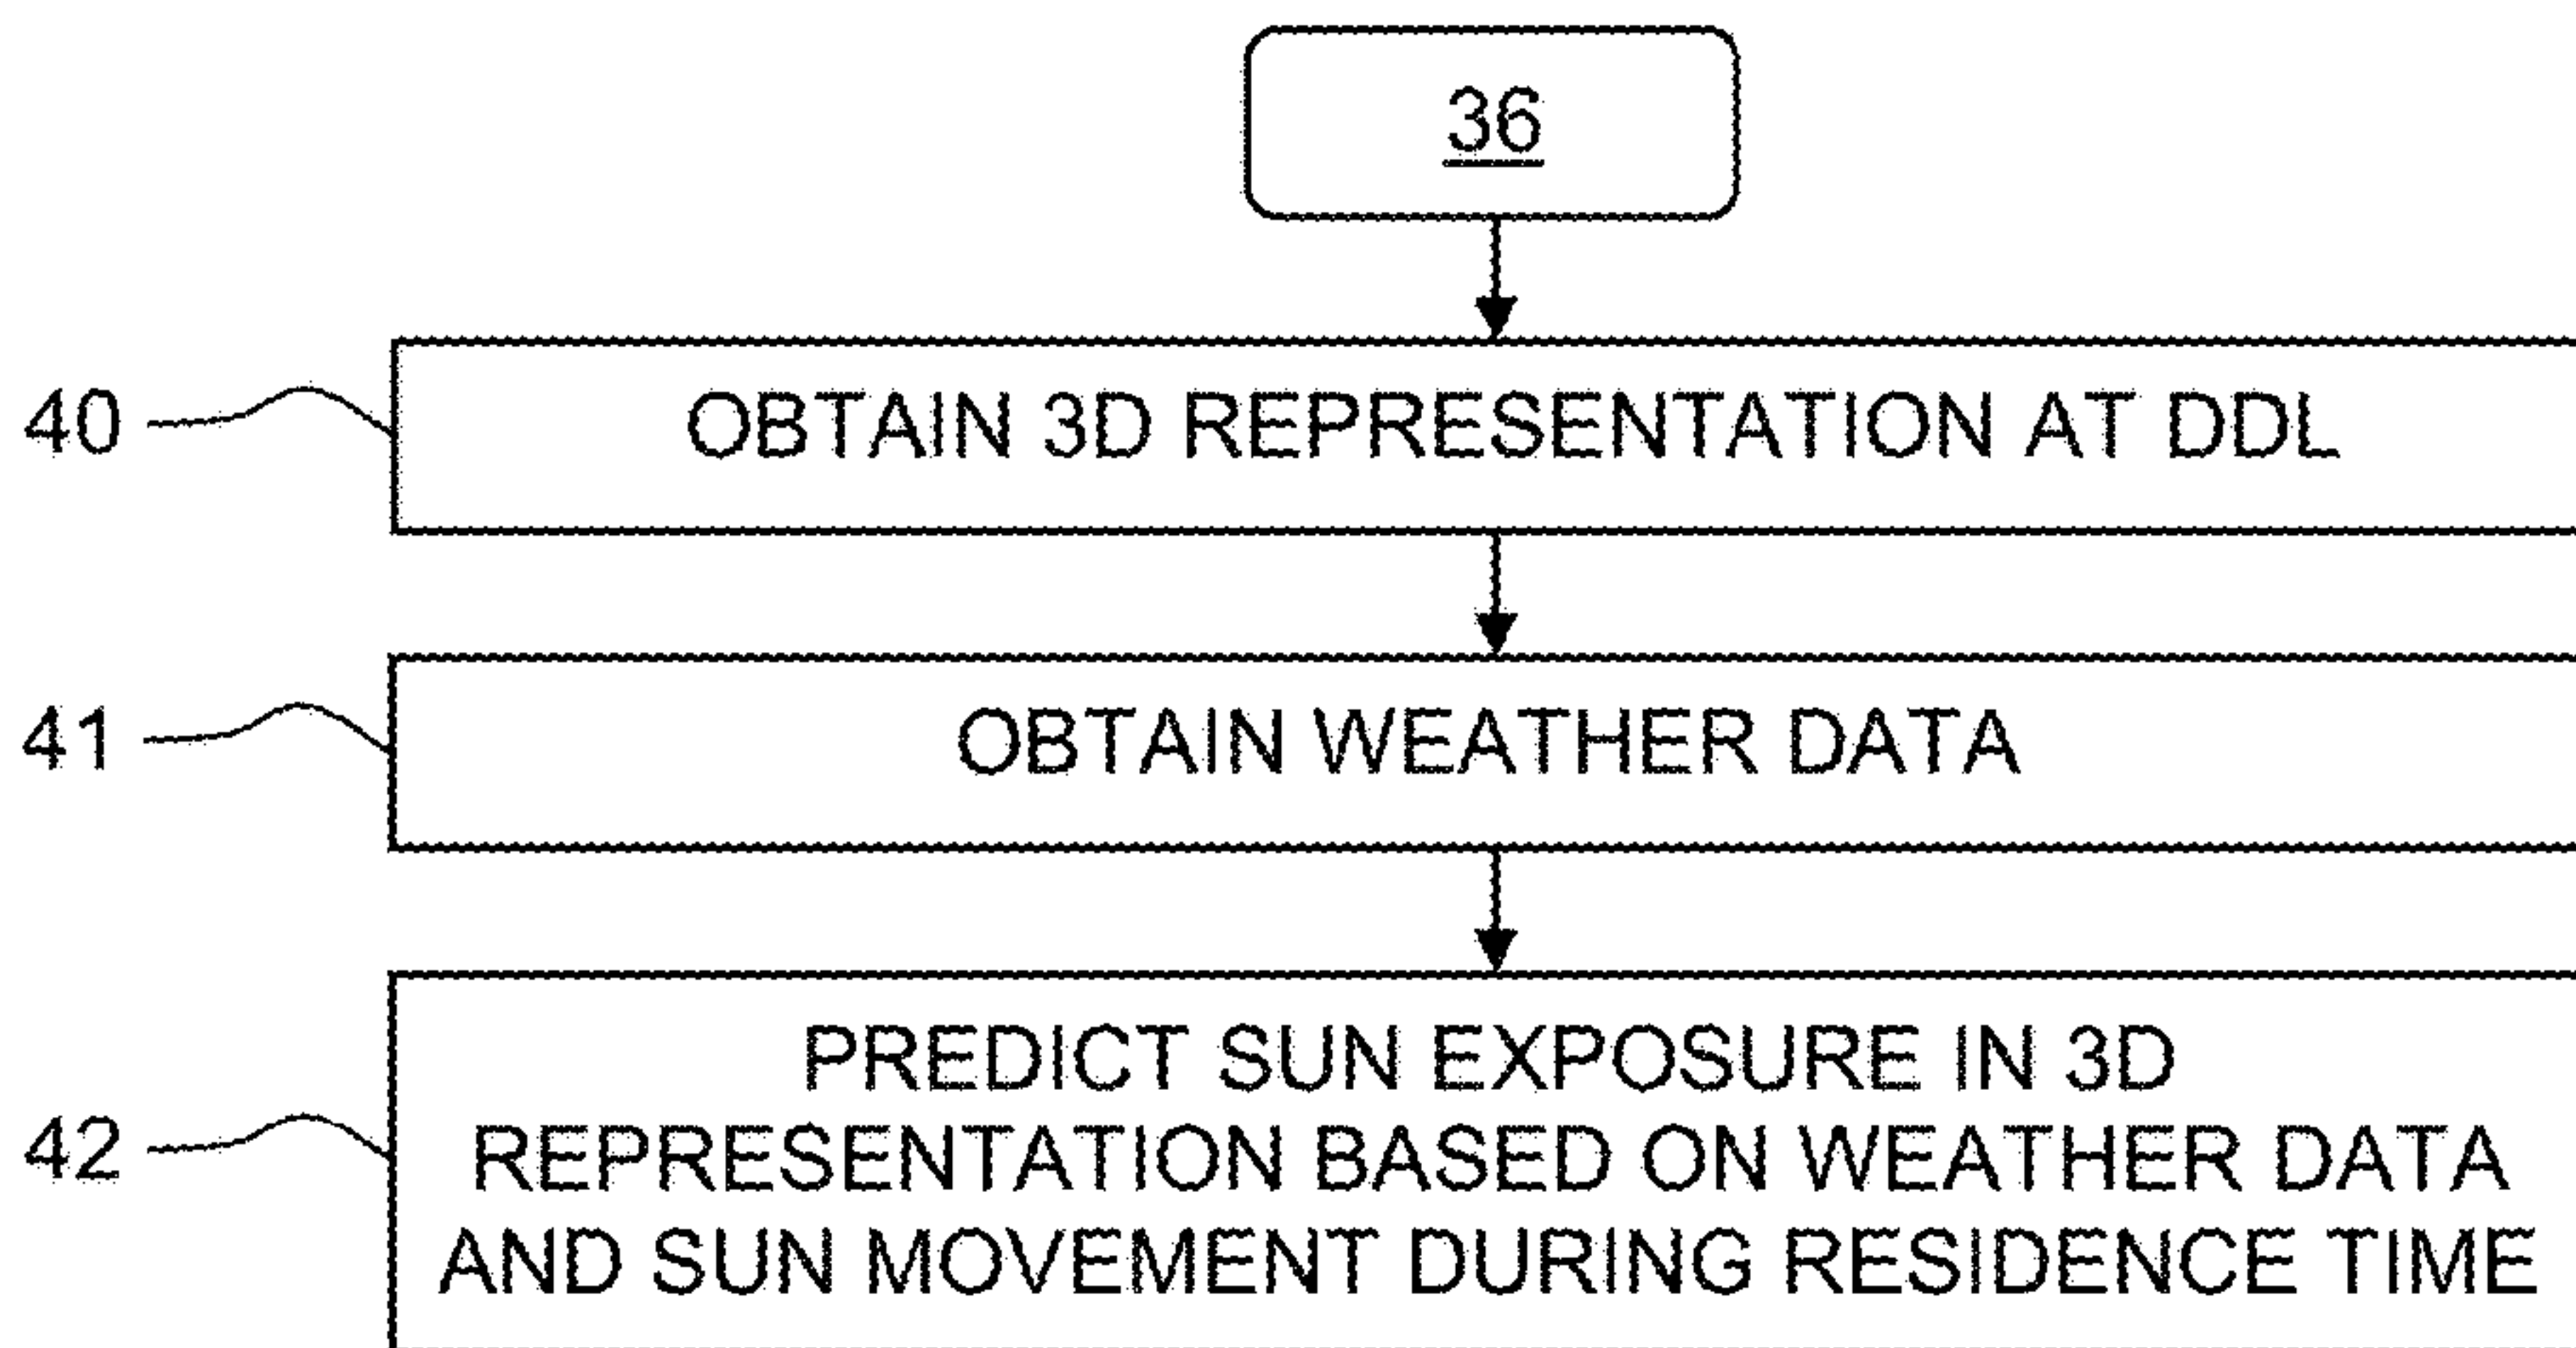 36
40
OBTAIN 3D REPRESENTATION AT DDL
41
OBTAIN WEATHER DATA
42
PREDICT SUN EXPOSURE IN 3D
REPRESENTATION BASED ON WEATHER DATA
AND SUN MOVEMENT DURING RESIDENCE TIME